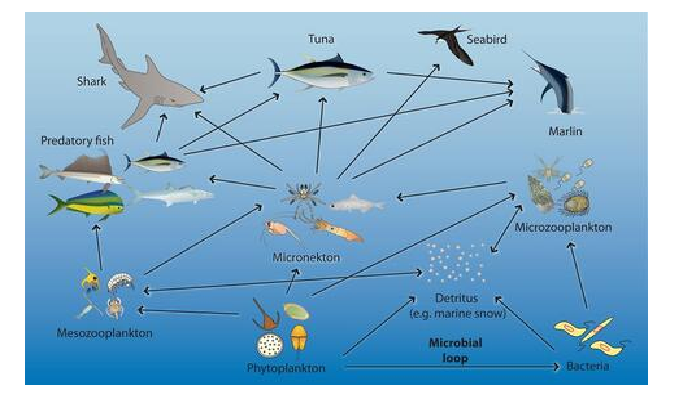 Tuna
Seabird
Shark
Marlin
Predatory fish
Microzooplankton
Micronekton
Detritus
(e.g. marine snow)
Mesozooplankton
Microbial
loop
Phytoplankton
Bacteria